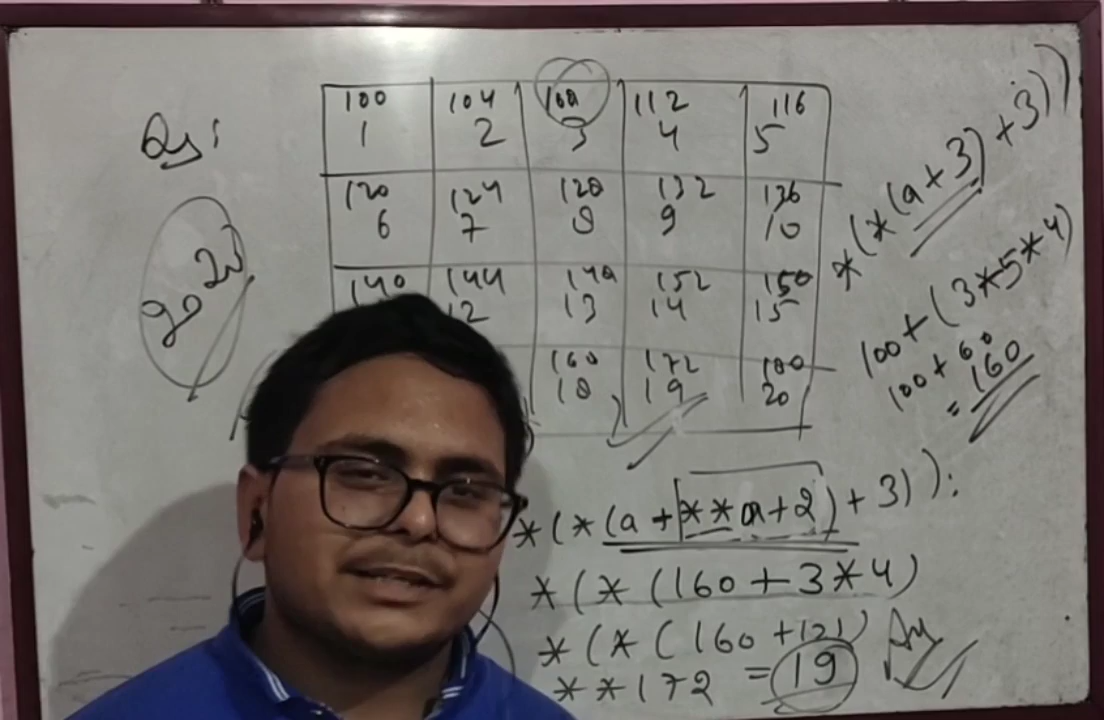 Qs:
2020
100 104 108 112 116
1 2 3 4 5
120 124 128 132 136
6 7 8 9 10
140 144 148 152 150
12 13 14 15
160 172 180
18 19 20
*(*(a+3)+3))
100+(3*5*4)
100+60
=160
*(*(a+**a+2)+3)):
*(*(160+3*4)
*(*(160+12)
**172 =19 Ans